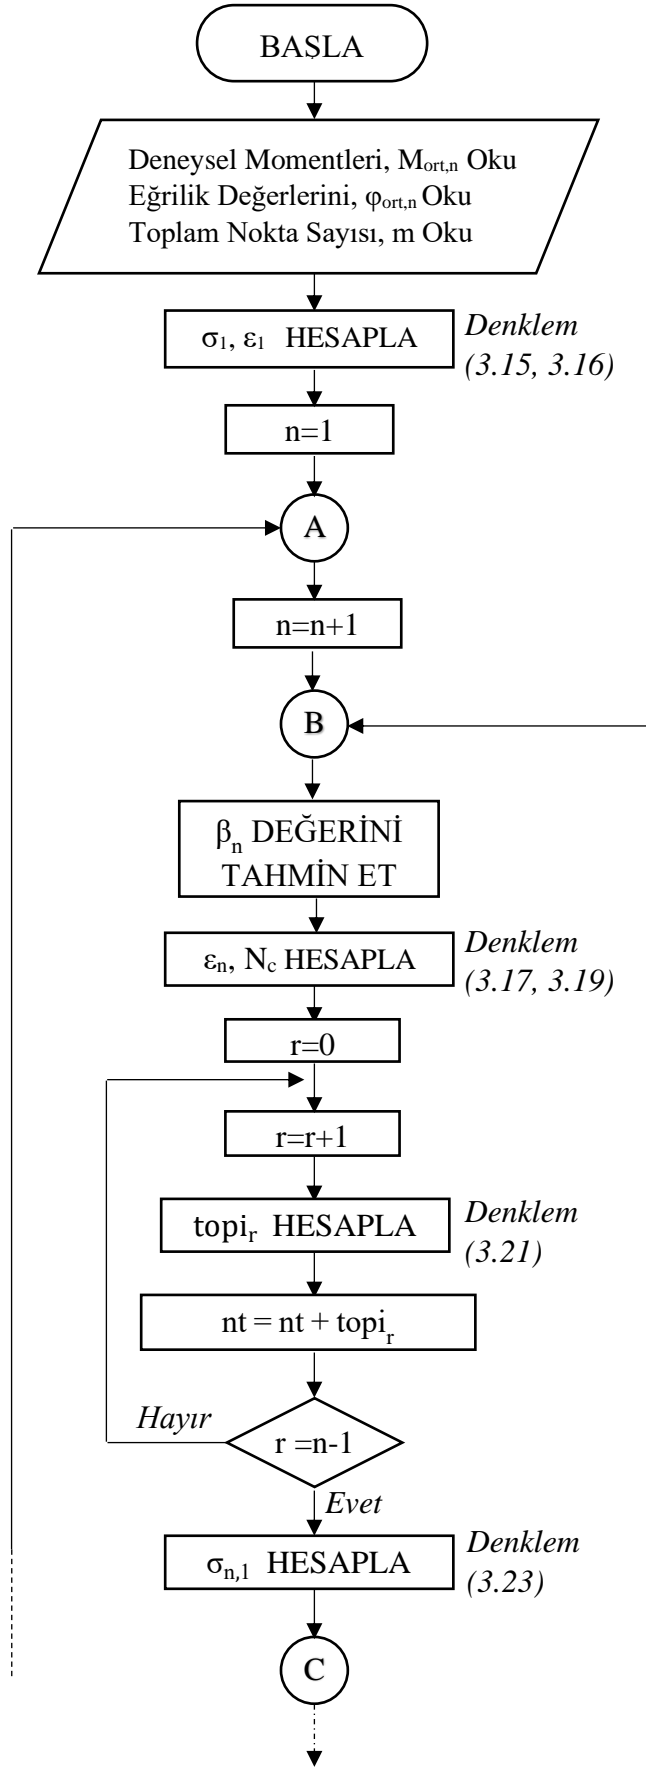 BAŞLA
Deneysel Momentleri, Mort,n Oku
Eğrilik Değerlerini, φort,n Oku
Toplam Nokta Sayısı, m Oku
σ1, ε1 HESAPLA
Denklem
(3.15, 3.16)
n=1
A
n=n+1
B
βn DEĞERİNİ
TAHMİN ET
εn, Nc HESAPLA
Denklem
(3.17, 3.19)
r=0
r=r+1
topir HESAPLA
Denklem
(3.21)
nt = nt + topir
Hayır
r =n-1
Evet
σn,1 HESAPLA
Denklem
(3.23)
C